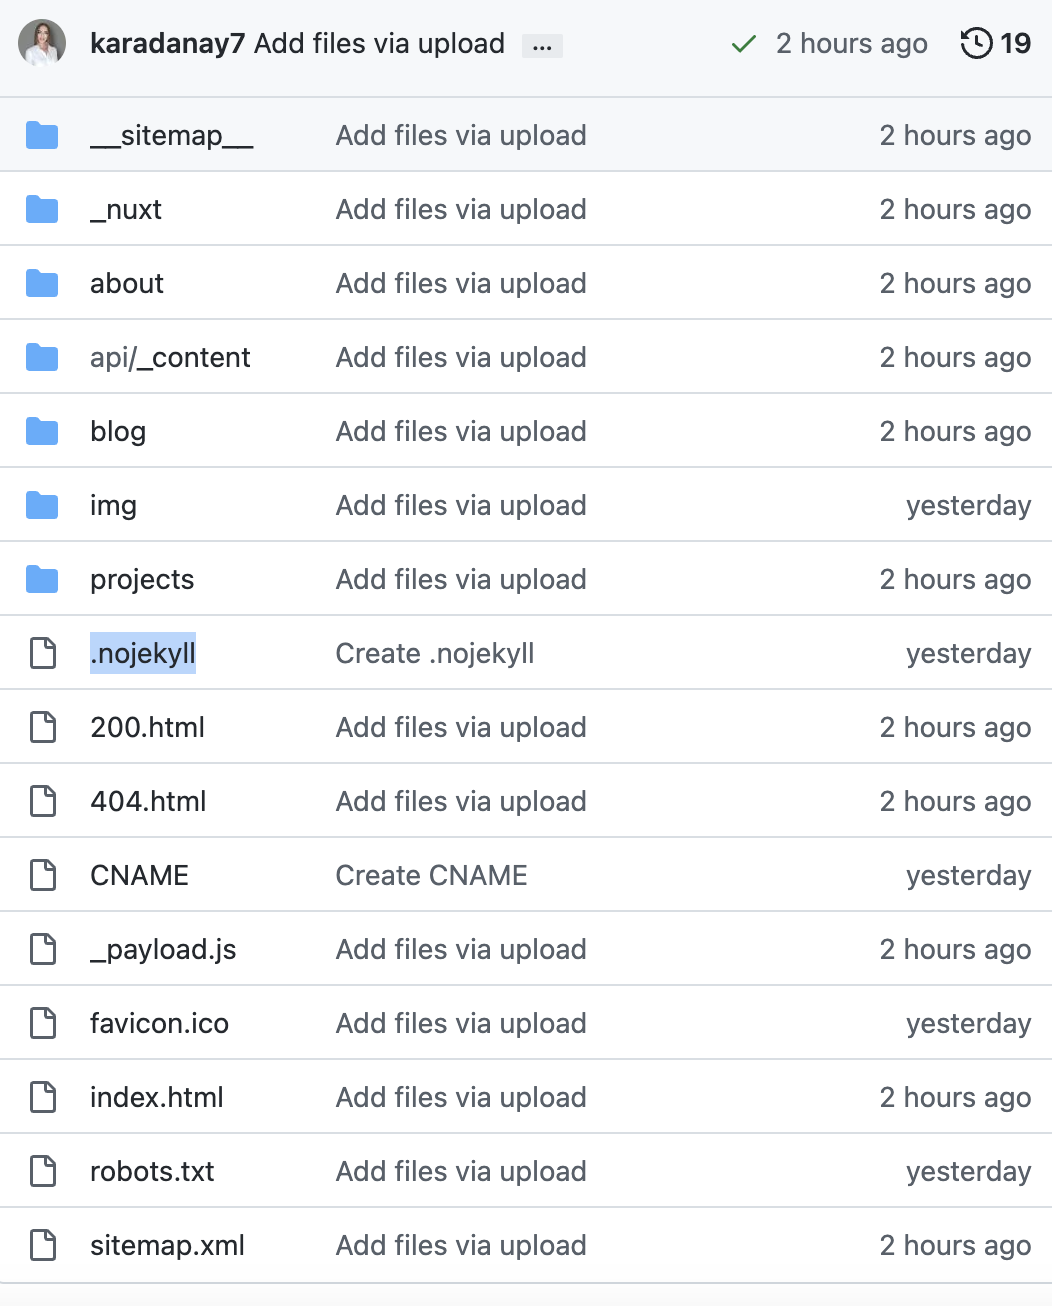 karadanay7 Add files via upload ... 2 hours ago 19
__sitemap__ Add files via upload 2 hours ago
_nuxt Add files via upload 2 hours ago
about Add files via upload 2 hours ago
api/_content Add files via upload 2 hours ago
blog Add files via upload 2 hours ago
img Add files via upload yesterday
projects Add files via upload 2 hours ago
.nojekyll Create .nojekyll yesterday
200.html Add files via upload 2 hours ago
404.html Add files via upload 2 hours ago
CNAME Create CNAME yesterday
_payload.js Add files via upload 2 hours ago
favicon.ico Add files via upload yesterday
index.html Add files via upload 2 hours ago
robots.txt Add files via upload yesterday
sitemap.xml Add files via upload 2 hours ago